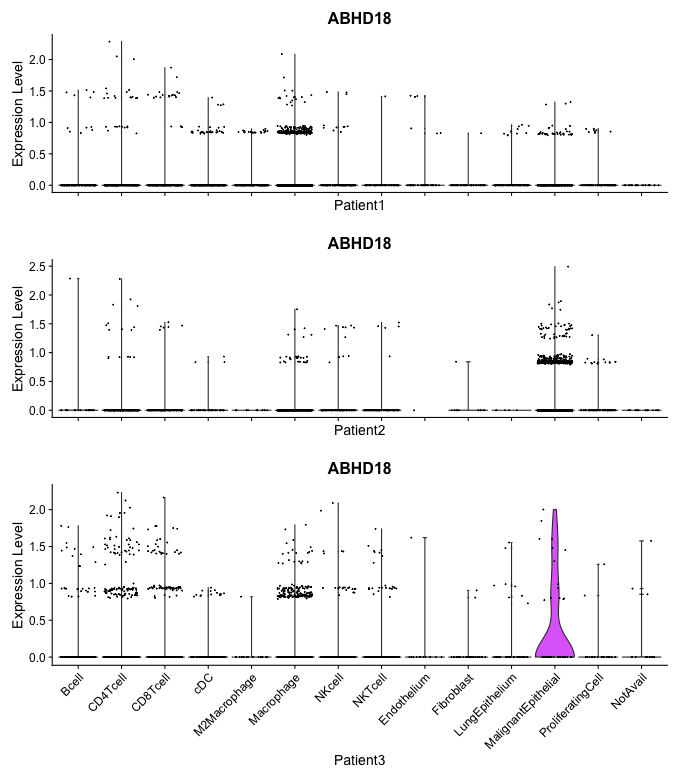 ABHD18
Expression Level
2.0
1.5
1.0
0.5
0.0
Patient1
ABHD18
Expression Level
2.5
2.0
1.5
1.0
0.5
0.0
Patient2
ABHD18
Expression Level
2.0
1.5
1.0
0.5
0.0
Bcell
CD4Tcell
CD8Tcell
cDC
M2Macrophage
Macrophage
NKcell
NKTcell
Endothelium
Fibroblast
LungEpithelium
MalignantEpithelial
ProliferatingCell
NotAvail
Patient3